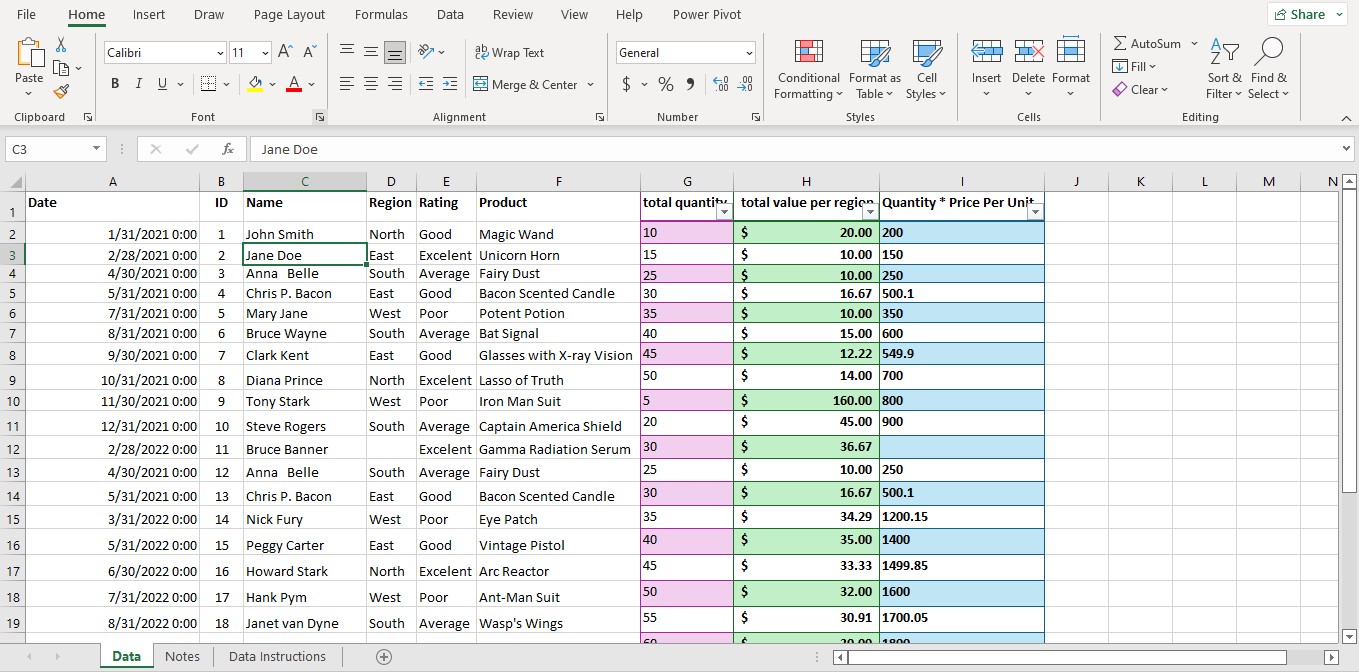 File Home Insert Draw Page Layout Formulas Data Review View Help Power Pivot Share
Calibri 11 A A ab Wrap Text General AutoSum
Paste B I U A Merge & Center $ % Conditional Formatting Format as Table Cell Styles Insert Delete Format Fill Clear Sort & Filter Find & Select
Clipboard Font Alignment Number Styles Cells Editing
C3 fx Jane Doe
A B C D E F G H I J K L M N
1 Date ID Name Region Rating Product total quantity total value per region Quantity * Price Per Unit
2 1/31/2021 0:00 1 John Smith North Good Magic Wand 10 $ 20.00 200
3 2/28/2021 0:00 2 Jane Doe East Excelent Unicorn Horn 15 $ 10.00 150
4 4/30/2021 0:00 3 Anna Belle South Average Fairy Dust 25 $ 10.00 250
5 5/31/2021 0:00 4 Chris P. Bacon East Good Bacon Scented Candle 30 $ 16.67 500.1
6 7/31/2021 0:00 5 Mary Jane West Poor Potent Potion 35 $ 10.00 350
7 8/31/2021 0:00 6 Bruce Wayne South Average Bat Signal 40 $ 15.00 600
8 9/30/2021 0:00 7 Clark Kent East Good Glasses with X-ray Vision 45 $ 12.22 549.9
9 10/31/2021 0:00 8 Diana Prince North Excelent Lasso of Truth 50 $ 14.00 700
10 11/30/2021 0:00 9 Tony Stark West Poor Iron Man Suit 5 $ 160.00 800
11 12/31/2021 0:00 10 Steve Rogers South Average Captain America Shield 20 $ 45.00 900
12 2/28/2022 0:00 11 Bruce Banner Excelent Gamma Radiation Serum 30 $ 36.67
13 4/30/2021 0:00 12 Anna Belle South Average Fairy Dust 25 $ 10.00 250
14 5/31/2021 0:00 13 Chris P. Bacon East Good Bacon Scented Candle 30 $ 16.67 500.1
15 3/31/2022 0:00 14 Nick Fury West Poor Eye Patch 35 $ 34.29 1200.15
16 5/31/2022 0:00 15 Peggy Carter East Good Vintage Pistol 40 $ 35.00 1400
17 6/30/2022 0:00 16 Howard Stark North Excelent Arc Reactor 45 $ 33.33 1499.85
18 7/31/2022 0:00 17 Hank Pym West Poor Ant-Man Suit 50 $ 32.00 1600
19 8/31/2022 0:00 18 Janet van Dyne South Average Wasp's Wings 55 $ 30.91 1700.05
Data Notes Data Instructions